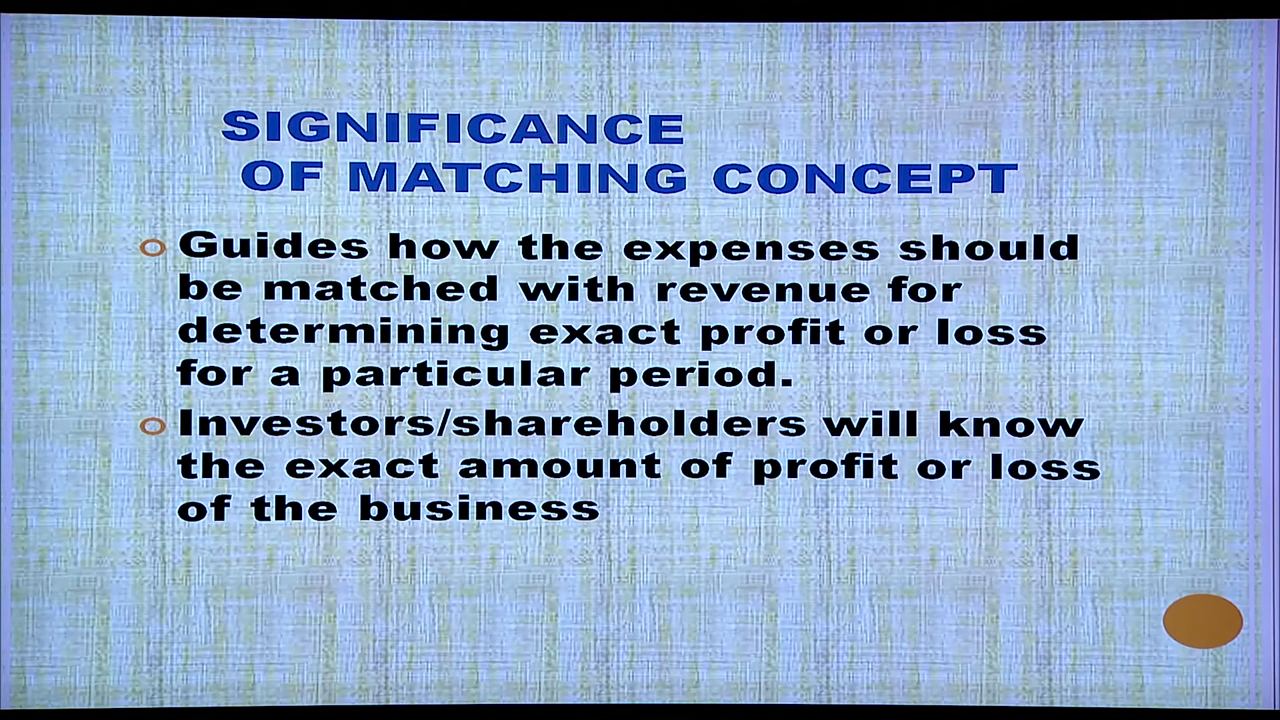 SIGNIFICANCE
OF MATCHING CONCEPT
Guides how the expenses should
be matched with revenue for
determining exact profit or loss
for a particular period.
Investors/shareholders will know
the exact amount of profit or loss
of the business